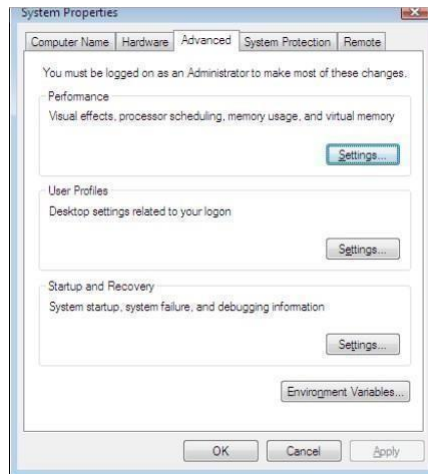 System Properties
Computer Name Hardware Advanced System Protection Remote
You must be logged on as an Administrator to make most of these changes.
Performance
Visual effects, processor scheduling, memory usage, and virtual memory
Settings...
User Profiles
Desktop settings related to your logon
Settings...
Startup and Recovery
System startup, system failure, and debugging information
Settings...
Environment Variables...
OK Cancel Apply